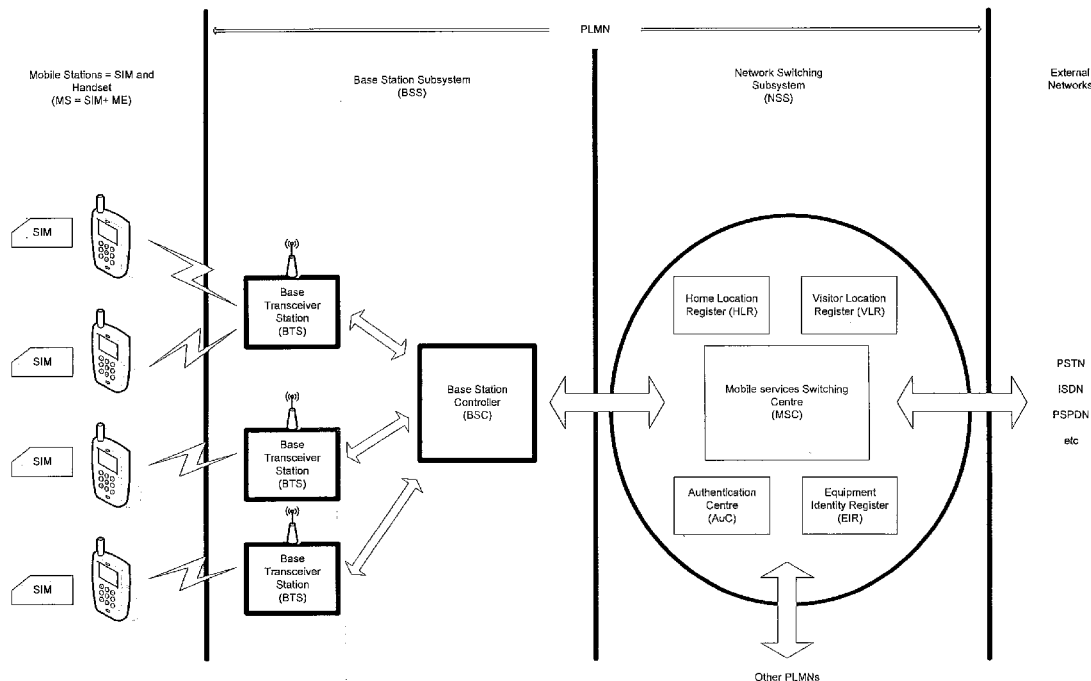 PLMN
Mobile Stations = SIM and
Handset
(MS = SIM+ ME)
Base Station Subsystem
(BSS)
Network Switching
Subsystem
(NSS)
External
Networks
SIM
SIM
SIM
SIM
Base
Transceiver
Station
(BTS)
Base
Transceiver
Station
(BTS)
Base
Transceiver
Station
(BTS)
Base Station
Controller
(BSC)
Home Location
Register (HLR)
Visitor Location
Register (VLR)
Mobile services Switching
Centre
(MSC)
Authentication
Centre
(AuC)
Equipment
Identity Register
(EIR)
PSTN
ISDN
PSPDN
etc
Other PLMNs